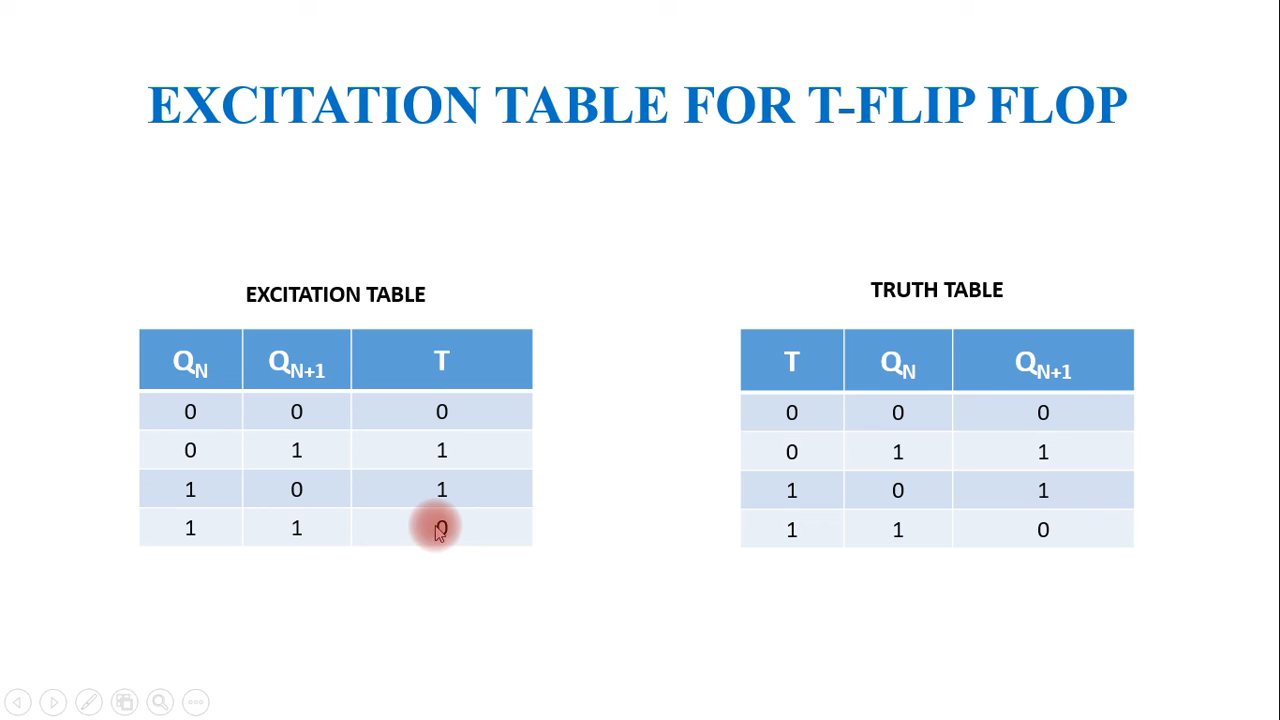 EXCITATION TABLE FOR T-FLIP FLOP
EXCITATION TABLE
QN QN+1 T
0 0 0
0 1 1
1 0 1
1 1 0
TRUTH TABLE
T QN QN+1
0 0 0
0 1 1
1 0 1
1 1 0